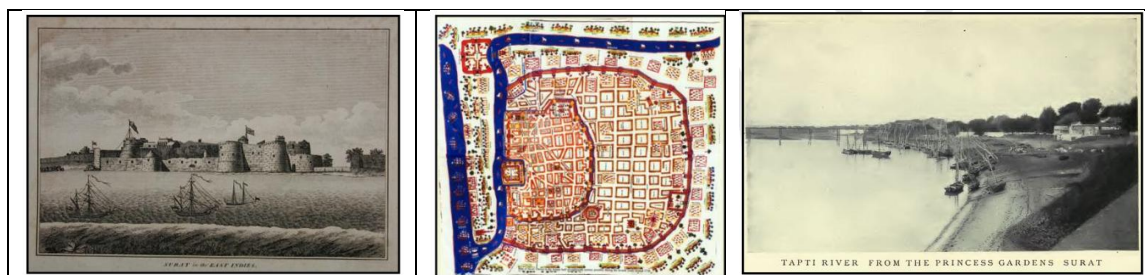 SURAT in the EAST INDIES.
TAPTI RIVER FROM THE PRINCESS GARDENS SURAT